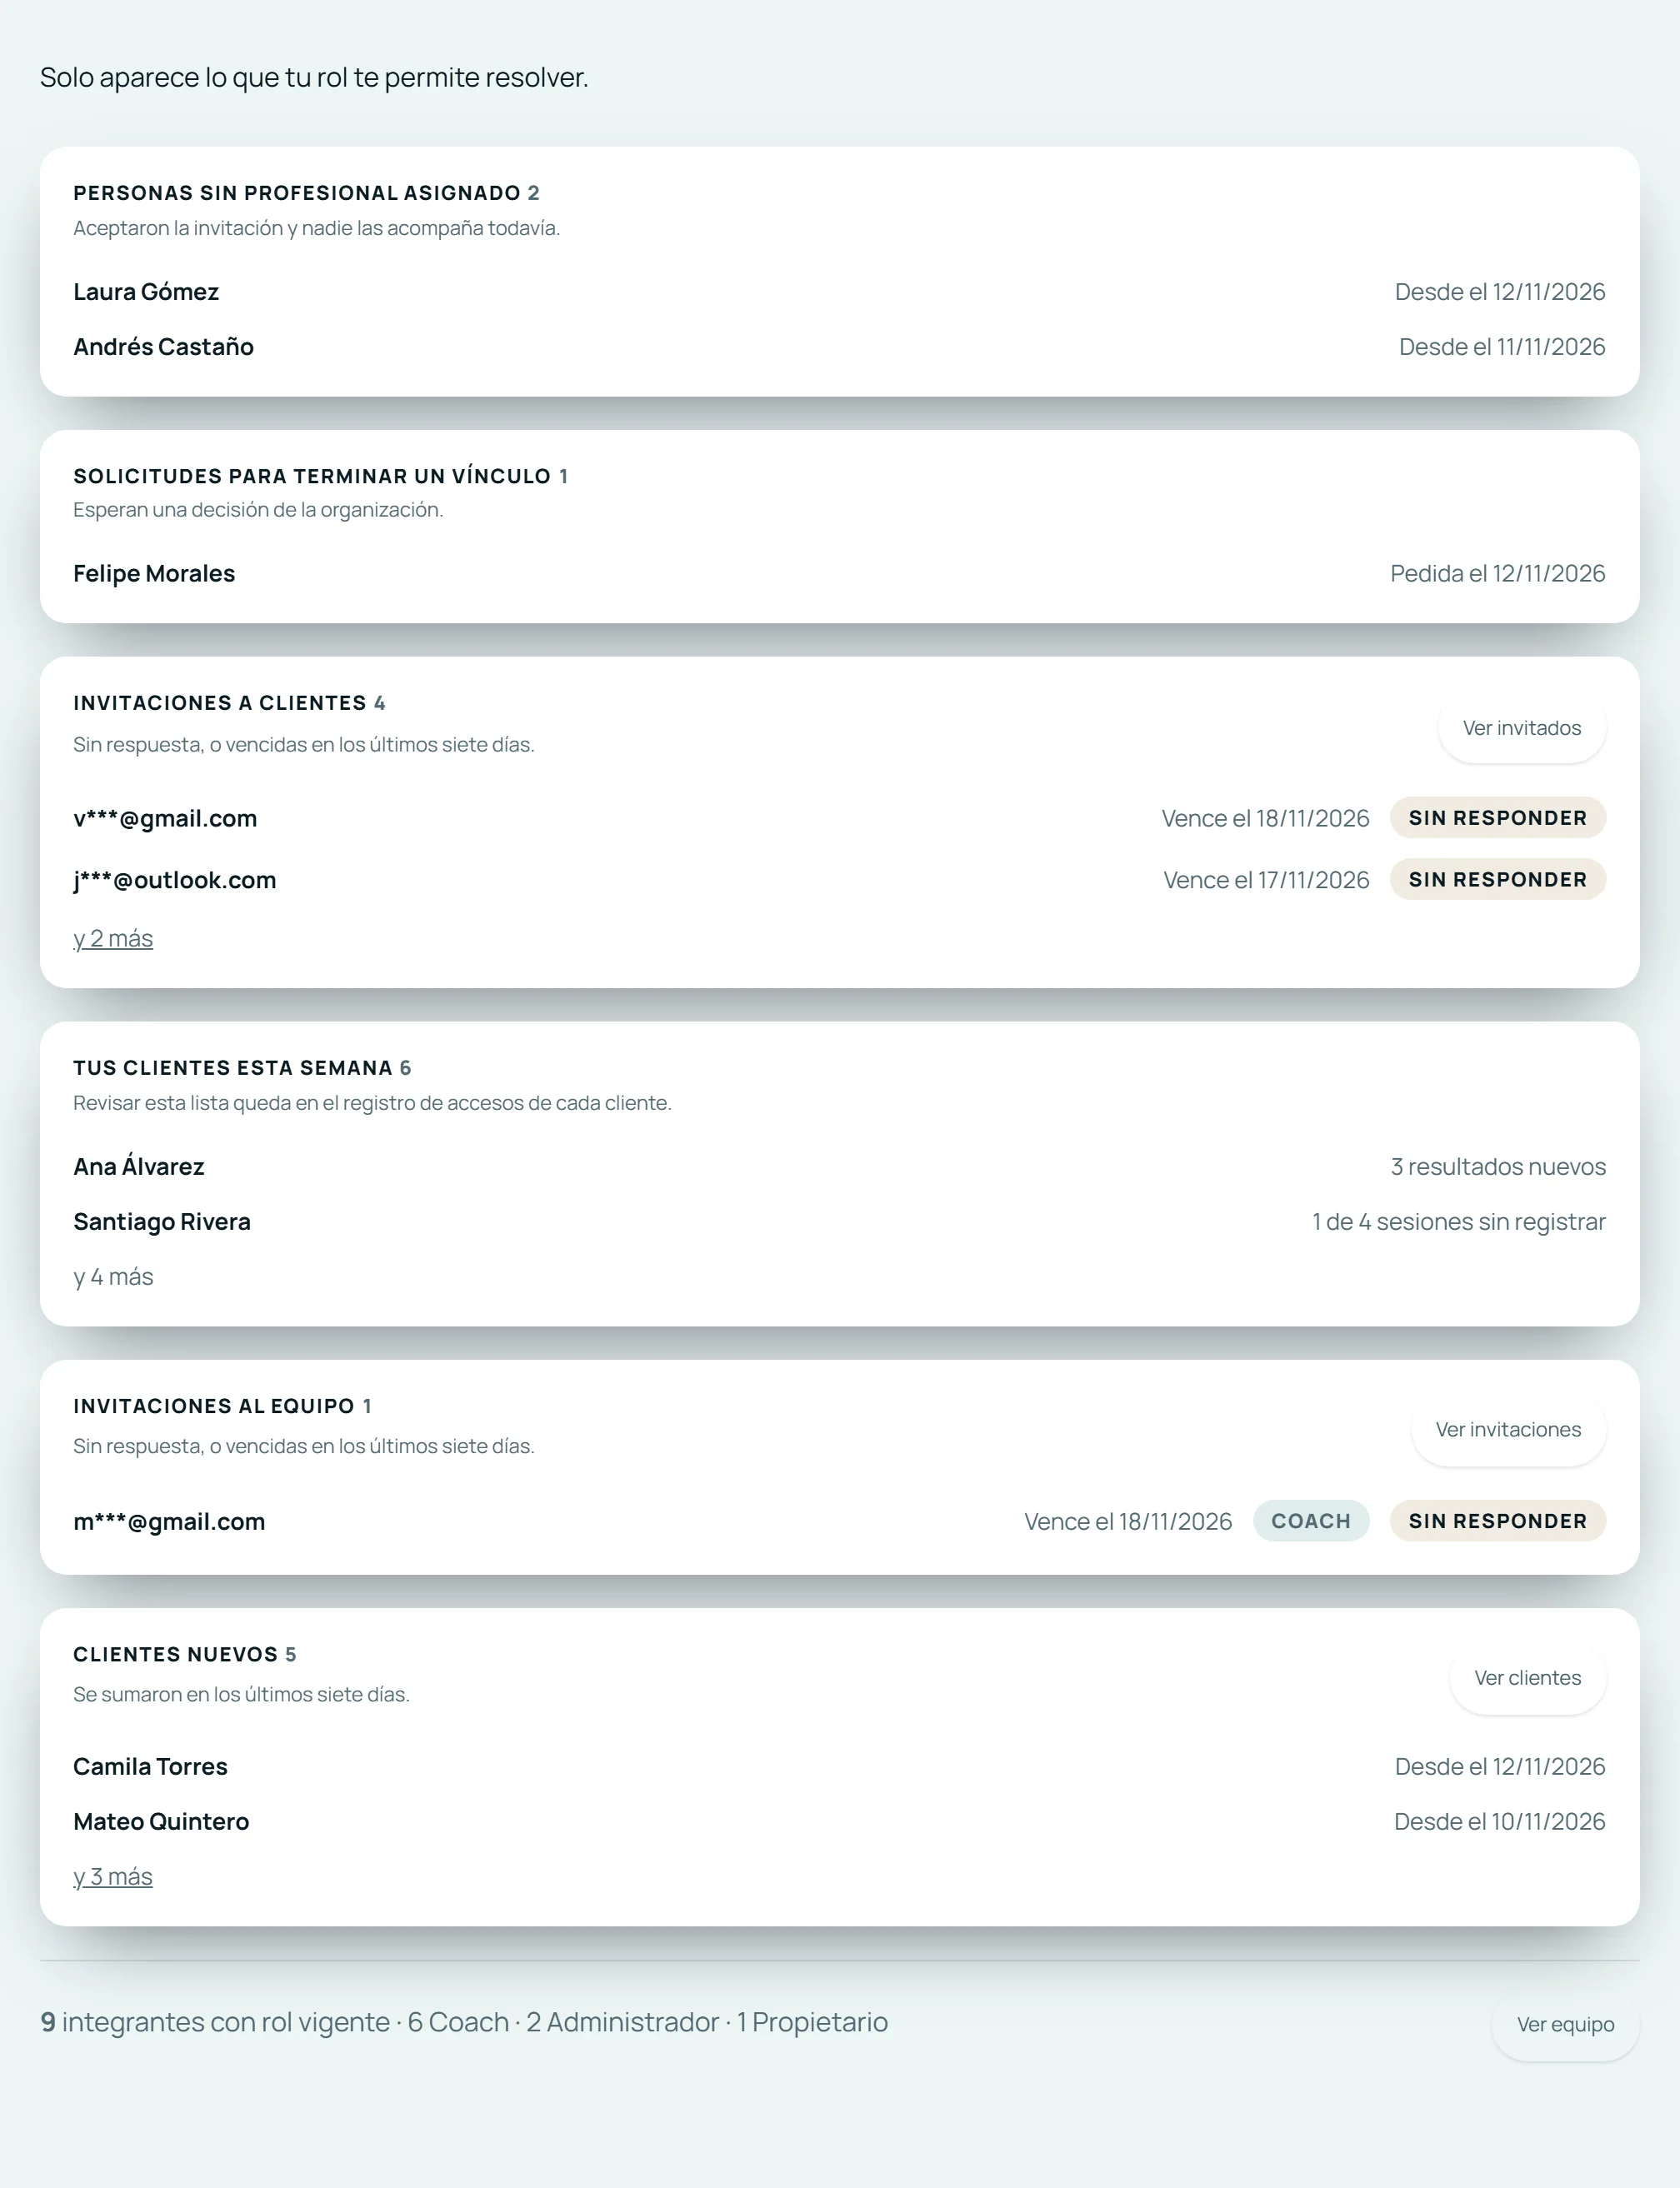 Solo aparece lo que tu rol te permite resolver.
PERSONAS SIN PROFESIONAL ASIGNADO 2
Aceptaron la invitación y nadie las acompaña todavía.
Laura Gómez Desde el 12/11/2026
Andrés Castaño Desde el 11/11/2026
SOLICITUDES PARA TERMINAR UN VÍNCULO 1
Esperan una decisión de la organización.
Felipe Morales Pedida el 12/11/2026
INVITACIONES A CLIENTES 4
Ver invitados
Sin respuesta, o vencidas en los últimos siete días.
v***@gmail.com Vence el 18/11/2026 SIN RESPONDER
j***@outlook.com Vence el 17/11/2026 SIN RESPONDER
y 2 más
TUS CLIENTES ESTA SEMANA 6
Revisar esta lista queda en el registro de accesos de cada cliente.
Ana Álvarez 3 resultados nuevos
Santiago Rivera 1 de 4 sesiones sin registrar
y 4 más
INVITACIONES AL EQUIPO 1
Ver invitaciones
Sin respuesta, o vencidas en los últimos siete días.
m***@gmail.com Vence el 18/11/2026 COACH SIN RESPONDER
CLIENTES NUEVOS 5
Ver clientes
Se sumaron en los últimos siete días.
Camila Torres Desde el 12/11/2026
Mateo Quintero Desde el 10/11/2026
y 3 más
9 integrantes con rol vigente · 6 Coach · 2 Administrador · 1 Propietario Ver equipo